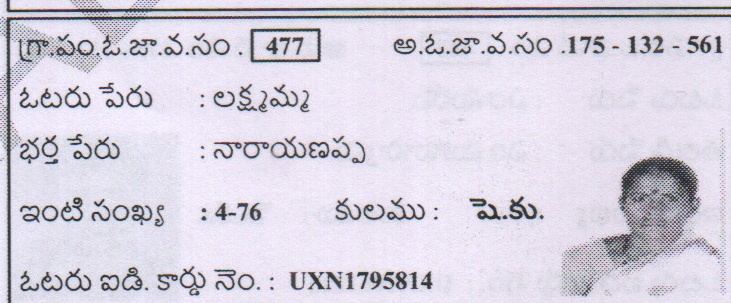 గ్రా.పం.ఓ.జా.వ.సం 477 అ.ఓ.జా.వ.సం .175 - 132 - 561
ఓటరు పేరు : లక్ష్మమ్మ
భర్త పేరు : నారాయణప్ప
ఇంటి సంఖ్య : 4-76 కులము : షె.కు.
ఓటరు ఐడి. కార్డు నెం. : UXN1795814